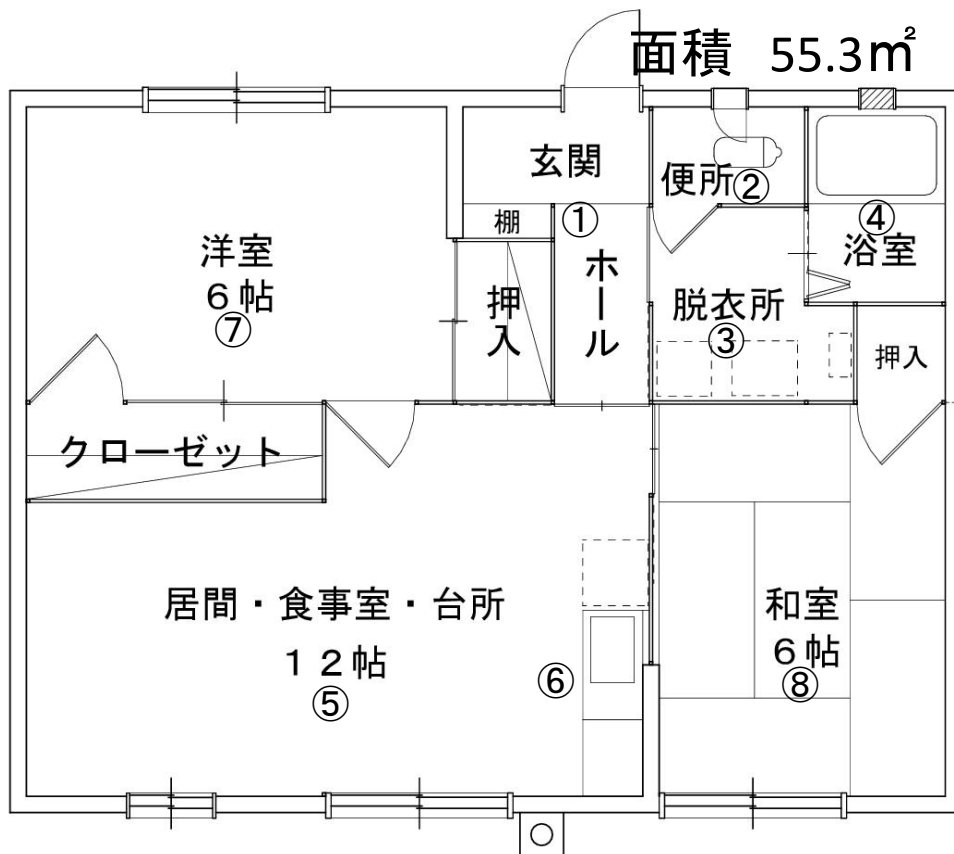 面積 55.3㎡
玄関
便所②
棚 ①
④
浴室
洋室
６帖
⑦
押入
ホール
脱衣所
③
押入
クローゼット
居間・食事室・台所
１２帖
⑤
⑥
和室
６帖
⑧